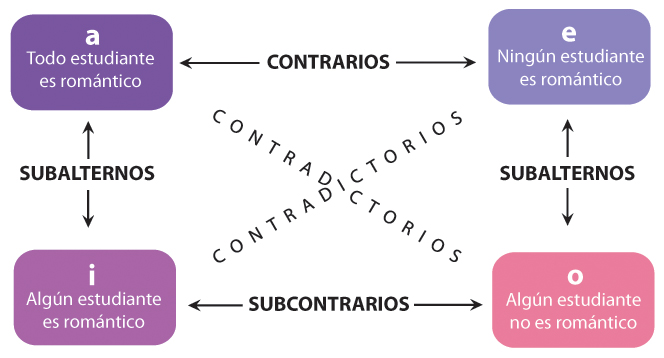 a
Todo estudiante
es romántico
CONTRARIOS
e
Ningún estudiante
es romántico
CONTRADICTORIOS
CONTRADICTORIOS
SUBALTERNOS
SUBALTERNOS
i
Algún estudiante
es romántico
SUBCONTRARIOS
o
Algún estudiante
no es romántico